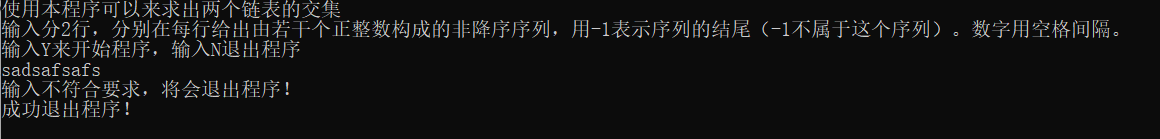 使用本程序可以来求出两个链表的交集
输入分2行，分别在每行给出由若干个正整数构成的非降序序列，用-1表示序列的结尾（-1不属于这个序列）。数字用空格间隔。
输入Y来开始程序，输入N退出程序
sadsafsafs
输入不符合要求，将会退出程序！
成功退出程序！